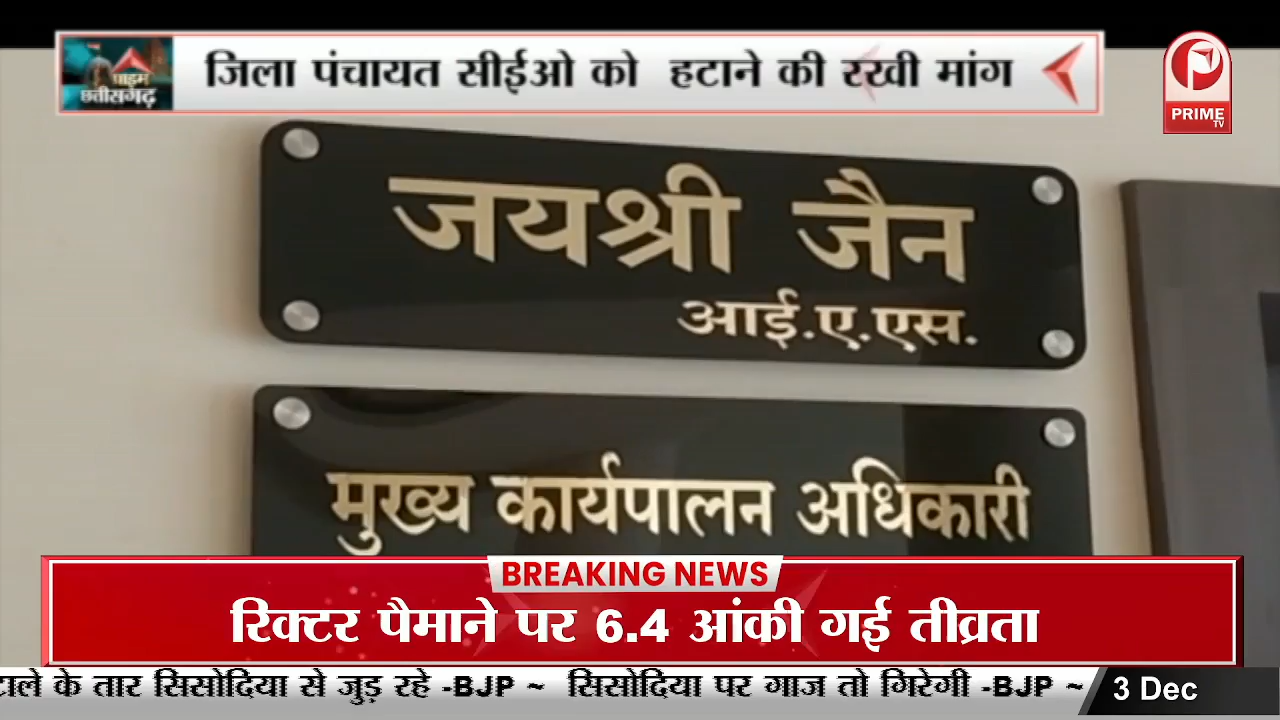 प्राइम
छत्तीसगढ़
जिला पंचायत सीईओ को हटाने की रखी मांग
PRIME
TV
जयश्री जैन
आई.ए.एस.
मुख्य कार्यपालन अधिकारी
BREAKING NEWS
रिक्टर पैमाने पर 6.4 आंकी गई तीव्रता
के तार सिसोदिया से जुड़ रहे -BJP ~ सिसोदिया पर गाज तो गिरेगी -BJP ~
3 Dec